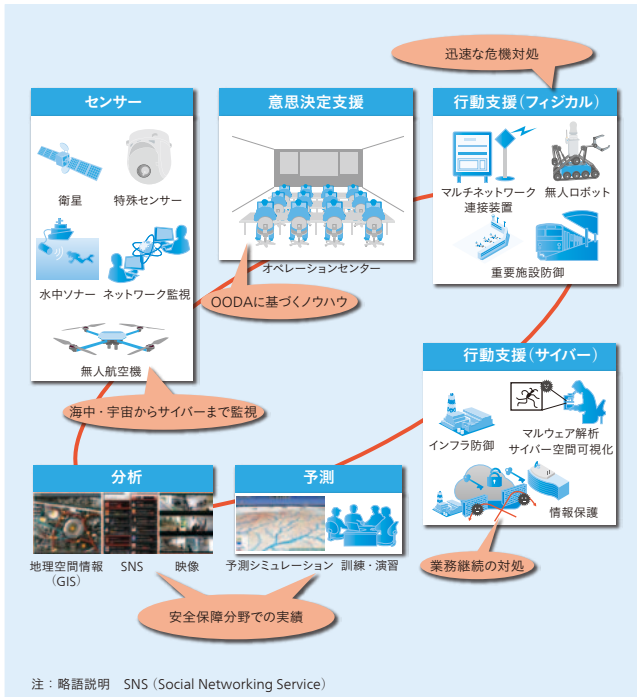 迅速な危機対処
センサー
衛星
特殊センサー
水中ソナー
ネットワーク監視
無人航空機
海中・宇宙からサイバーまで監視
意思決定支援
オペレーションセンター
OODAに基づくノウハウ
行動支援（フィジカル）
マルチネットワーク
連接装置
無人ロボット
重要施設防御
行動支援（サイバー）
インフラ防御
マルウェア解析
サイバー空間可視化
情報保護
業務継続の対処
分析
地理空間情報
（GIS）
SNS
映像
予測
予測シミュレーション
訓練・演習
安全保障分野での実績
注：略語説明　SNS（Social Networking Service）